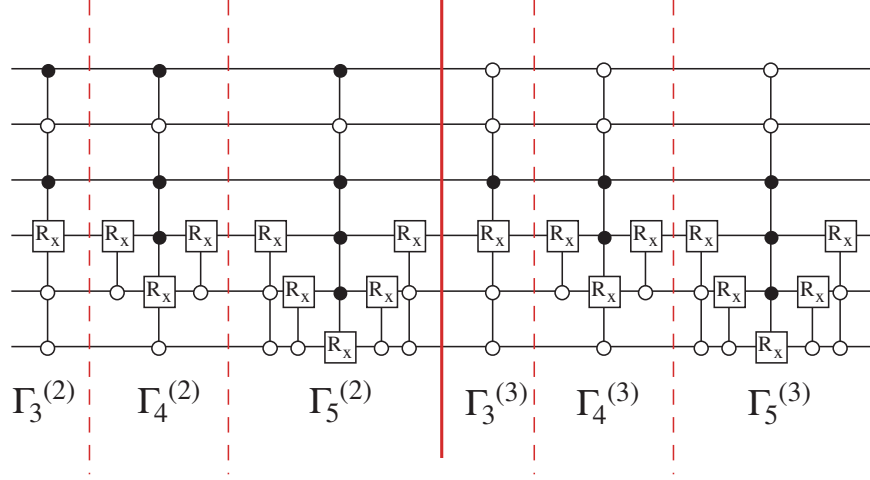 Rx Rx Rx Rx Rx Rx Rx Rx Rx Rx Rx
Rx Rx Rx Rx Rx Rx
Rx Rx
Γ3(2) Γ4(2) Γ5(2) Γ3(3) Γ4(3) Γ5(3)